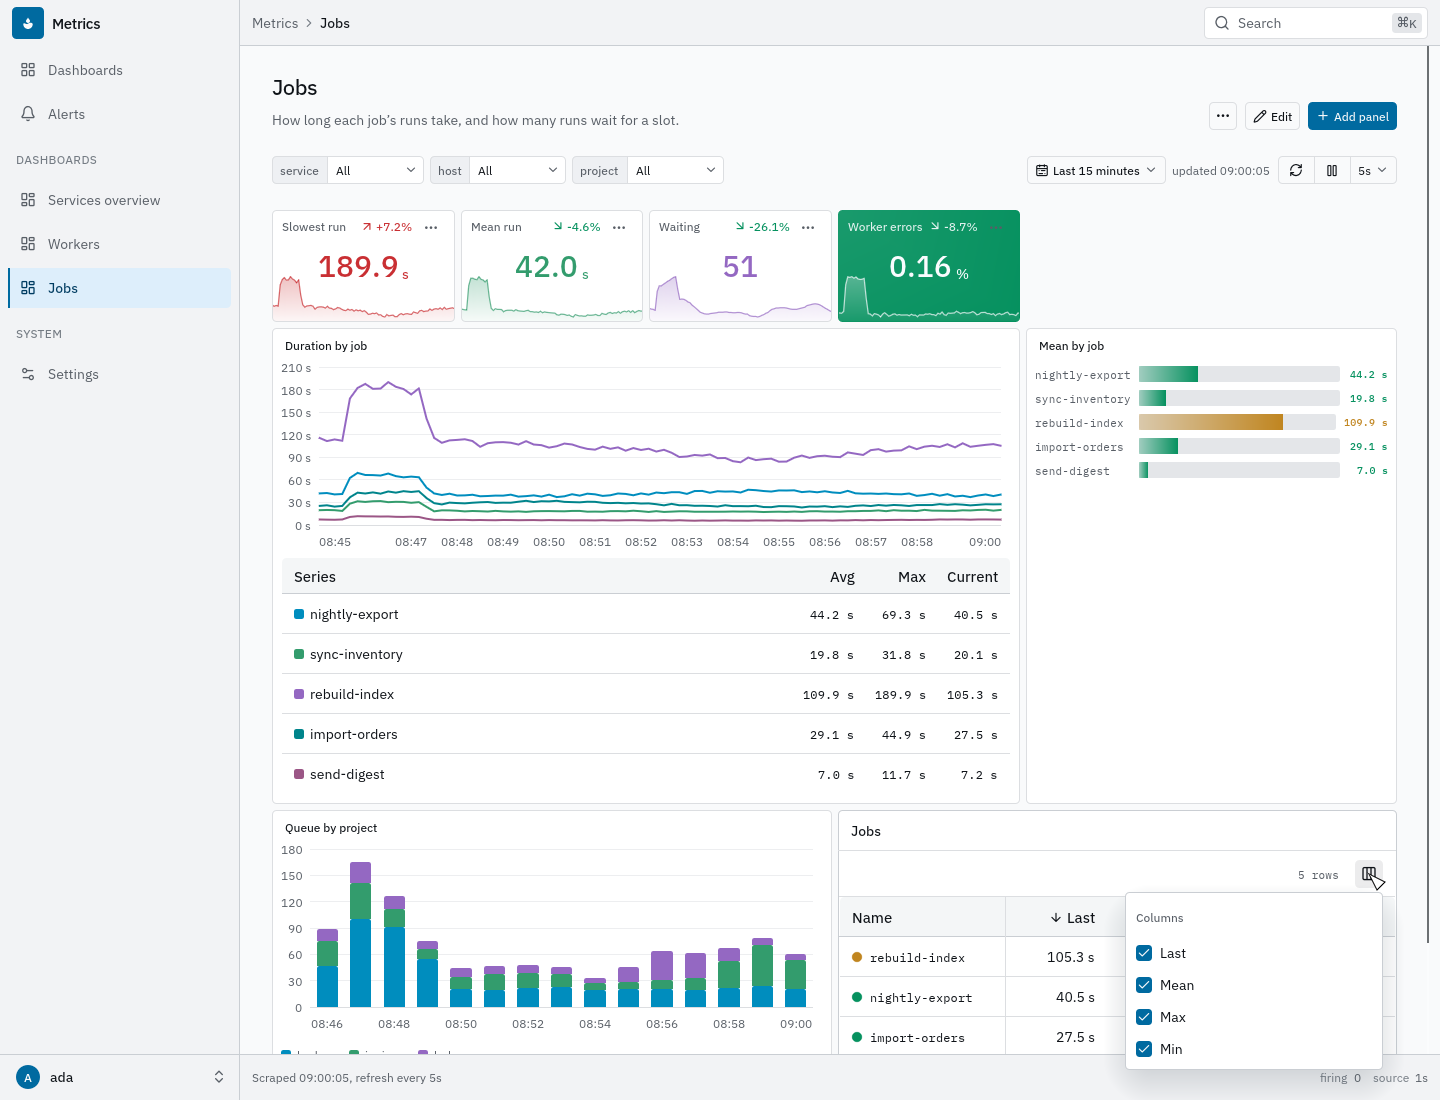 Metrics
Metrics > Jobs
Search ⌘K
Dashboards
Alerts
DASHBOARDS
Services overview
Workers
Jobs
SYSTEM
Settings
Jobs
How long each job’s runs take, and how many runs wait for a slot.
Edit
Add panel
service All
host All
project All
Last 15 minutes
updated 09:00:05
5s
Slowest run +7.2%
189.9 s
Mean run -4.6%
42.0 s
Waiting -26.1%
51
Worker errors -8.7%
0.16 %
Duration by job
210 s
180 s
150 s
120 s
90 s
60 s
30 s
0 s
08:45 08:47 08:48 08:49 08:50 08:51 08:52 08:53 08:54 08:55 08:56 08:57 08:58 09:00
Series Avg Max Current
nightly-export 44.2 s 69.3 s 40.5 s
sync-inventory 19.8 s 31.8 s 20.1 s
rebuild-index 109.9 s 189.9 s 105.3 s
import-orders 29.1 s 44.9 s 27.5 s
send-digest 7.0 s 11.7 s 7.2 s
Mean by job
nightly-export 44.2 s
sync-inventory 19.8 s
rebuild-index 109.9 s
import-orders 29.1 s
send-digest 7.0 s
Queue by project
180
150
120
90
60
30
0
08:46 08:48 08:50 08:52 08:54 08:56 08:58 09:00
Jobs
5 rows
Name Last
rebuild-index 105.3 s
nightly-export 40.5 s
import-orders 27.5 s
Columns
Last
Mean
Max
Min
A ada
Scraped 09:00:05, refresh every 5s
firing 0 source 1s